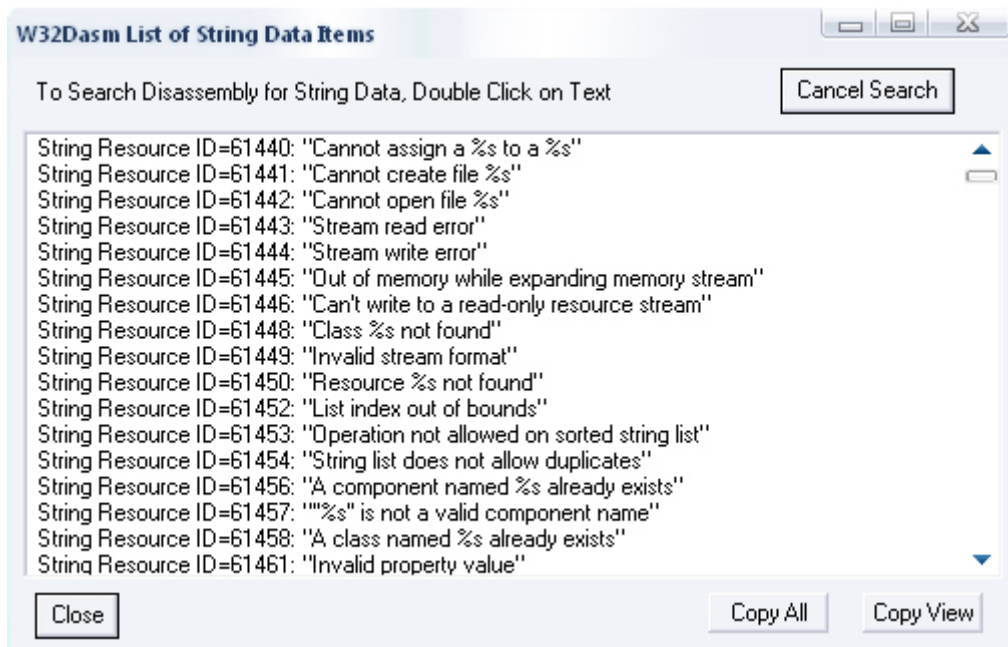 W32Dasm List of String Data Items
To Search Disassembly for String Data, Double Click on Text
Cancel Search
String Resource ID=61440: "Cannot assign a %s to a %s"
String Resource ID=61441: "Cannot create file %s"
String Resource ID=61442: "Cannot open file %s"
String Resource ID=61443: "Stream read error"
String Resource ID=61444: "Stream write error"
String Resource ID=61445: "Out of memory while expanding memory stream"
String Resource ID=61446: "Can't write to a read-only resource stream"
String Resource ID=61448: "Class %s not found"
String Resource ID=61449: "Invalid stream format"
String Resource ID=61450: "Resource %s not found"
String Resource ID=61452: "List index out of bounds"
String Resource ID=61453: "Operation not allowed on sorted string list"
String Resource ID=61454: "String list does not allow duplicates"
String Resource ID=61456: "A component named %s already exists"
String Resource ID=61457: ""%s" is not a valid component name"
String Resource ID=61458: "A class named %s already exists"
String Resource ID=61461: "Invalid property value"
Close
Copy All
Copy View